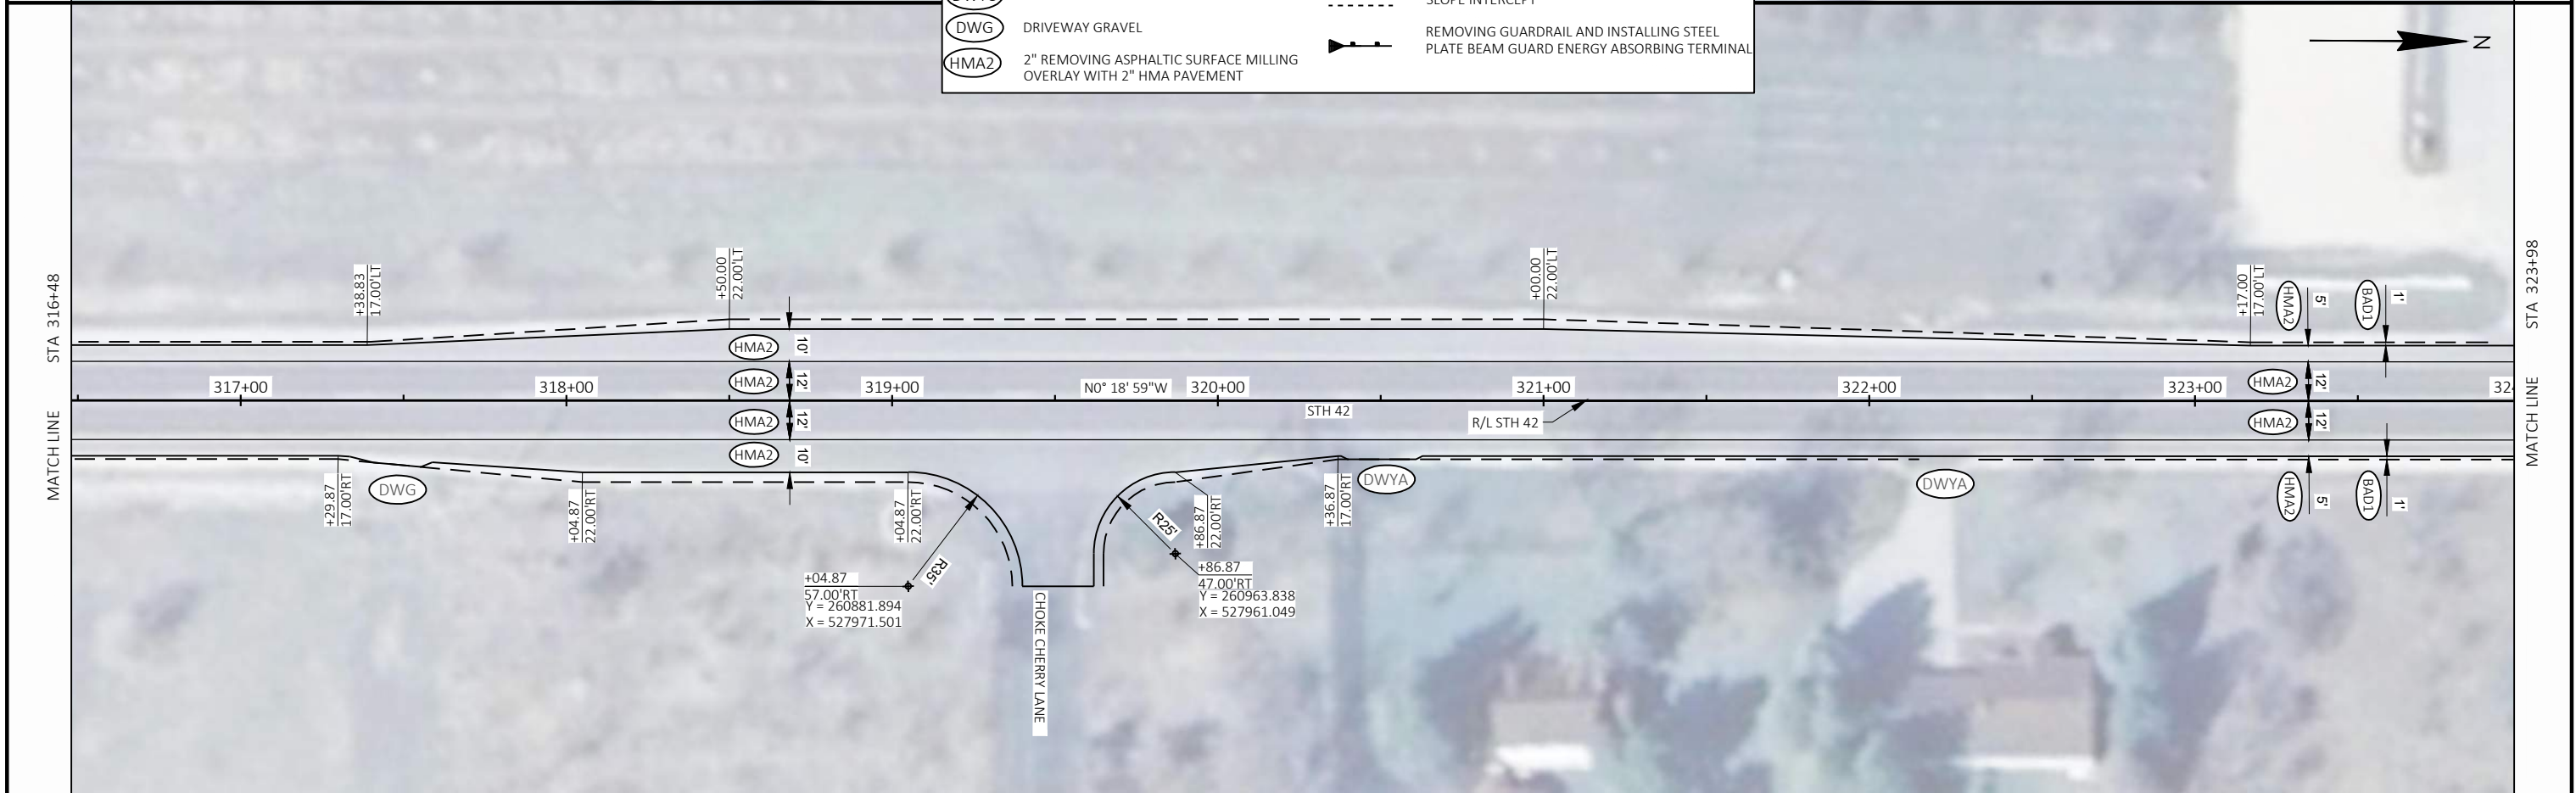 DWG
DRIVEWAY GRAVEL
HMA2
2" REMOVING ASPHALTIC SURFACE MILLING
OVERLAY WITH 2" HMA PAVEMENT
SLOPE INTERCEPT
REMOVING GUARDRAIL AND INSTALLING STEEL
PLATE BEAM GUARD ENERGY ABSORBING TERMINAL
N
STA 316+48
MATCH LINE
+38.83
17.00'LT
+50.00
22.00'LT
+00.00
22.00'LT
+17.00
17.00'LT
HMA2
5'
BAD1
1'
STA 323+98
MATCH LINE
HMA2
10'
317+00
318+00
HMA2
12'
319+00
N0° 18' 59"W
320+00
321+00
322+00
323+00
HMA2
12'
HMA2
12'
STH 42
R/L STH 42
HMA2
12'
HMA2
10'
+29.87
17.00'RT
DWG
+04.87
22.00'RT
+04.87
22.00'RT
R35'
+04.87
57.00'RT
Y = 260881.894
X = 527971.501
R25'
+86.87
22.00'RT
+86.87
47.00'RT
Y = 260963.838
X = 527961.049
+36.87
17.00'RT
DWYA
DWYA
HMA2
5'
BAD1
1'
CHOKE CHERRY LANE